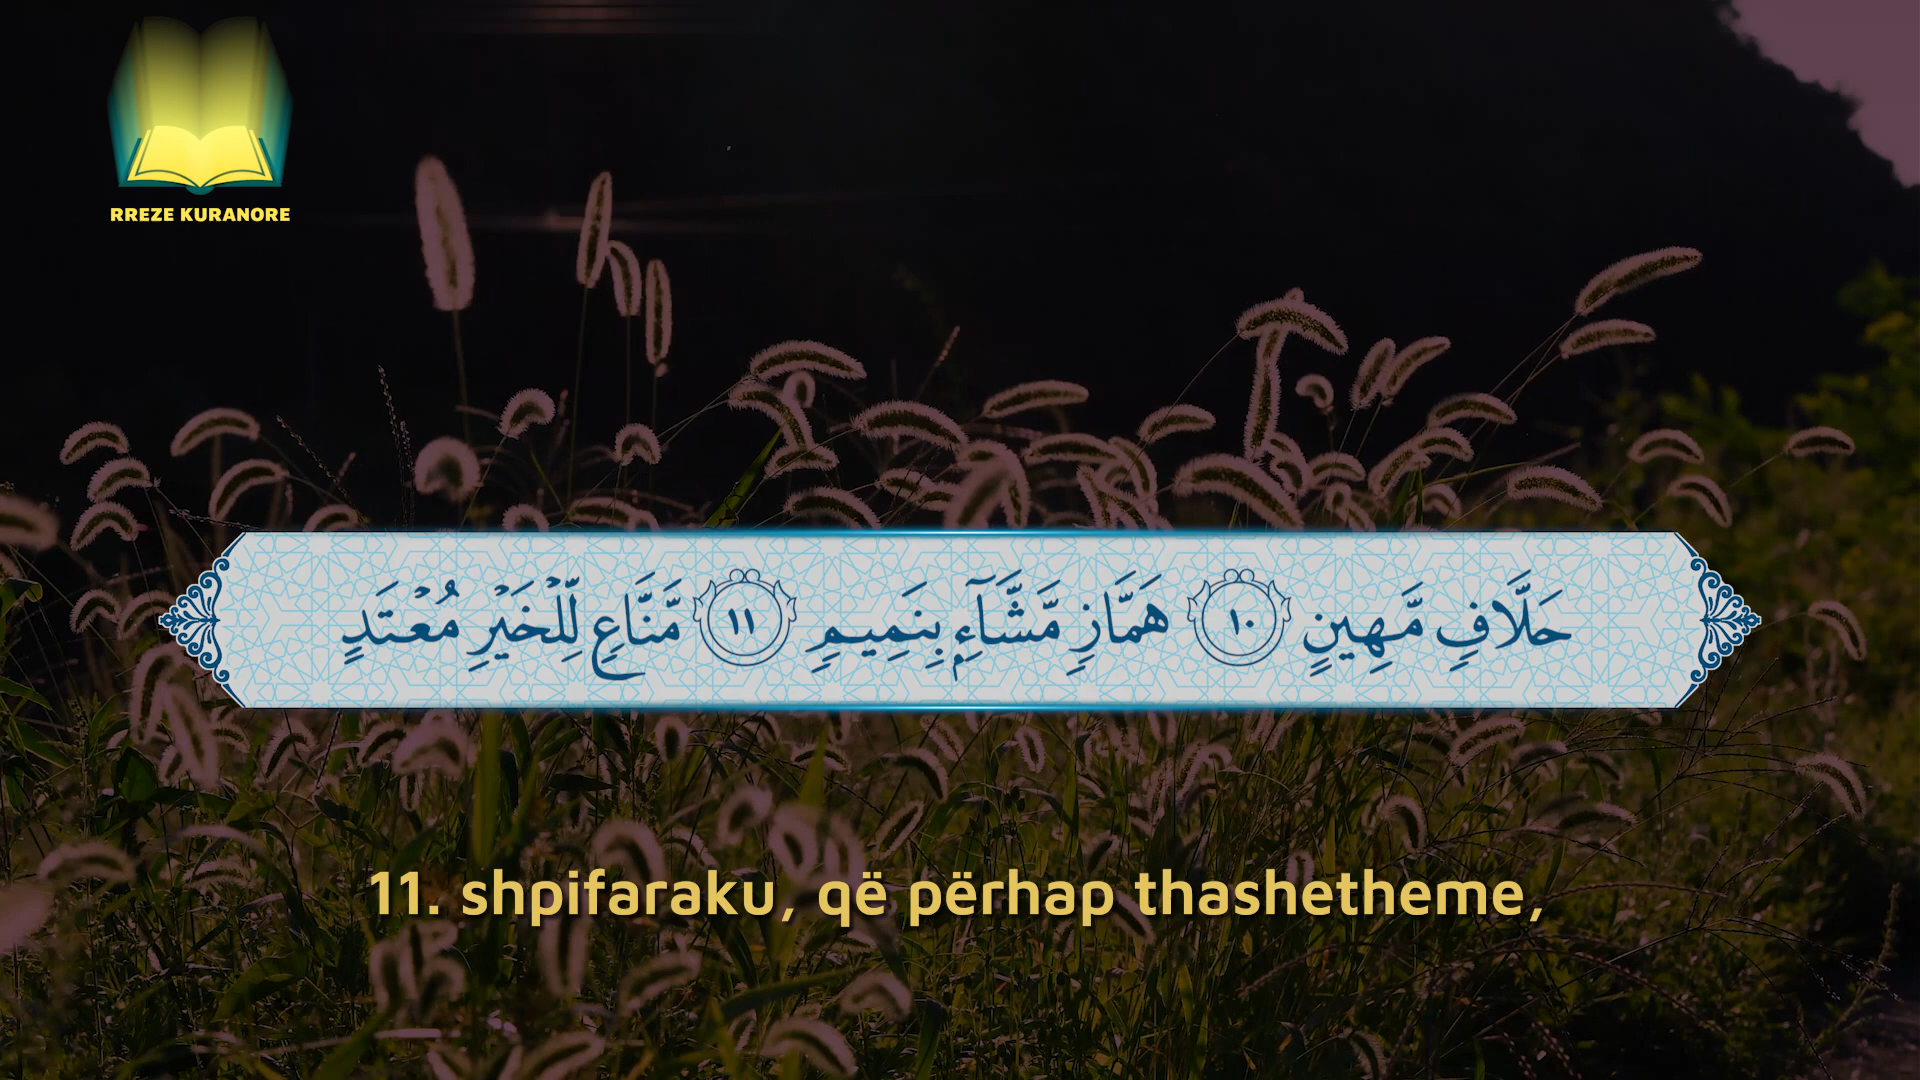 RREZE KURANORE
حَلَّافٍ مَّهِينٍ ١٠ هَمَّازٍ مَّشَّآءِۭ بِنَمِيمٍ ١١ مَّنَّاعٍ لِّلْخَيْرِ مُعْتَدٍ
11. shpifaraku, që përhap thashetheme,